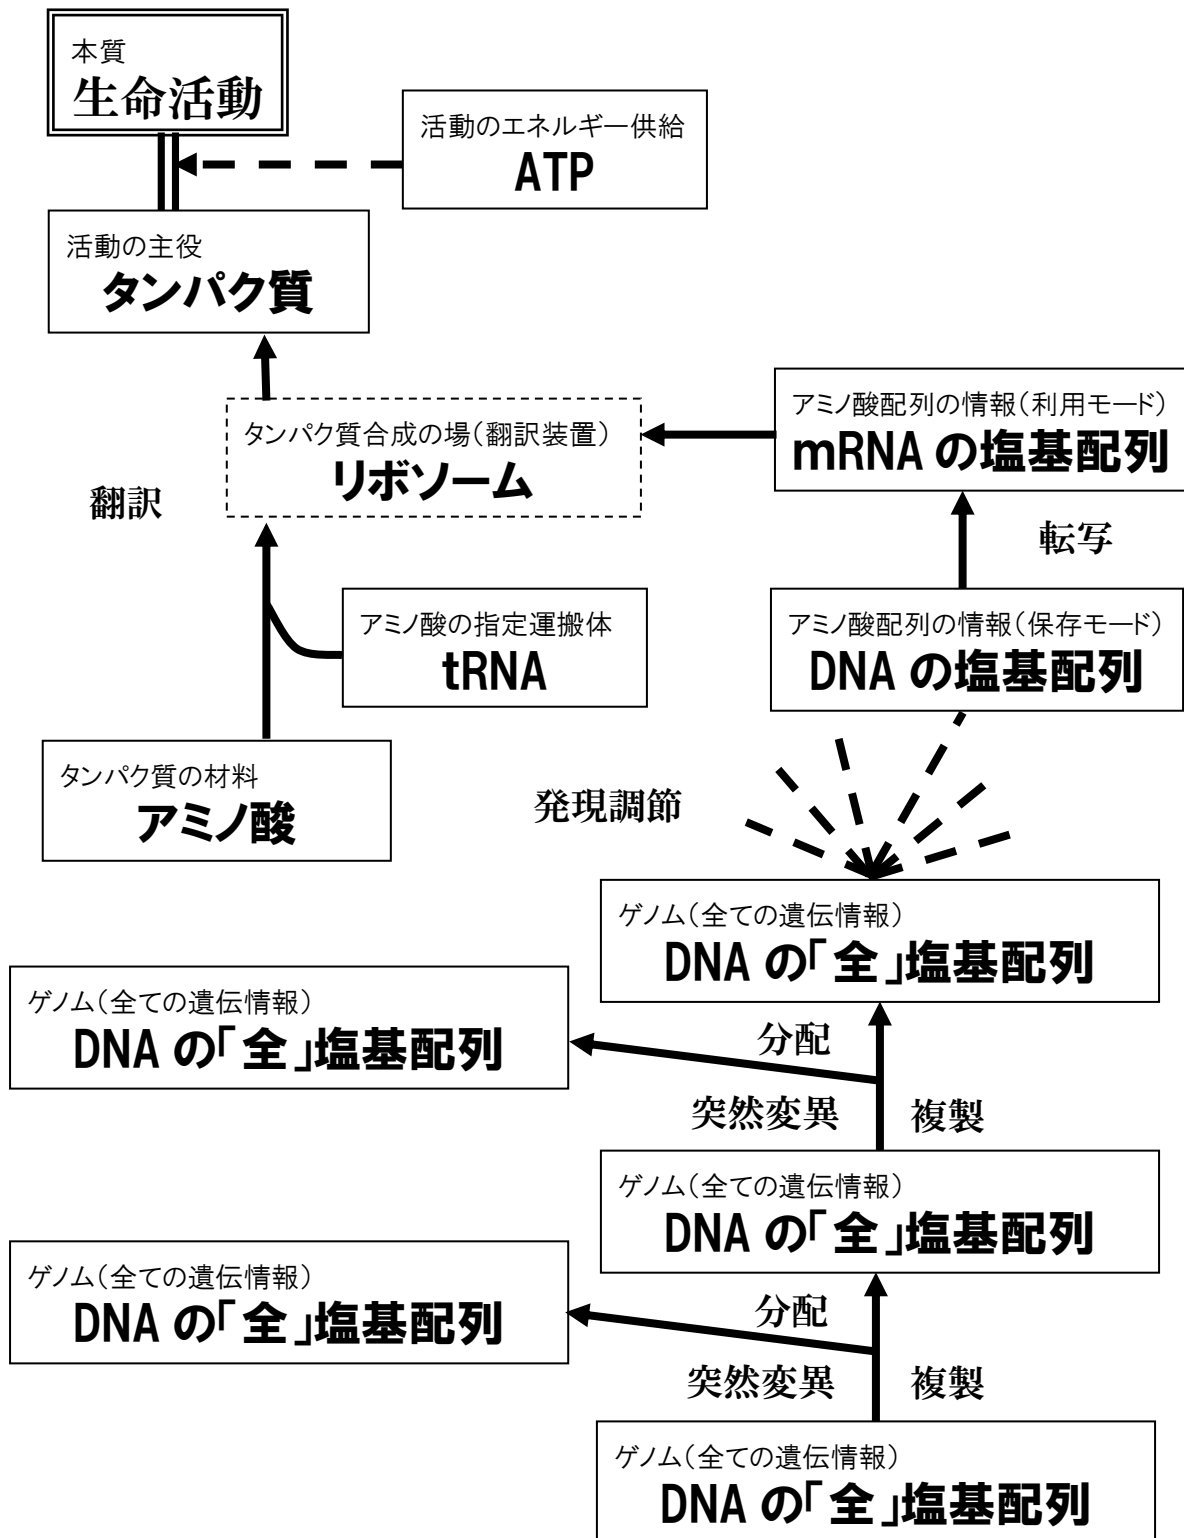 本質
生命活動
活動のエネルギー供給
ATP
活動の主役
タンパク質
アミノ酸配列の情報（利用モード）
mRNA の塩基配列
タンパク質合成の場（翻訳装置）
リボソーム
翻訳
転写
アミノ酸の指定運搬体
tRNA
アミノ酸配列の情報（保存モード）
DNA の塩基配列
タンパク質の材料
アミノ酸
発現調節
ゲノム（全ての遺伝情報）
DNA の「全」塩基配列
ゲノム（全ての遺伝情報）
DNA の「全」塩基配列
分配
突然変異
複製
ゲノム（全ての遺伝情報）
DNA の「全」塩基配列
ゲノム（全ての遺伝情報）
DNA の「全」塩基配列
分配
突然変異
複製
ゲノム（全ての遺伝情報）
DNA の「全」塩基配列